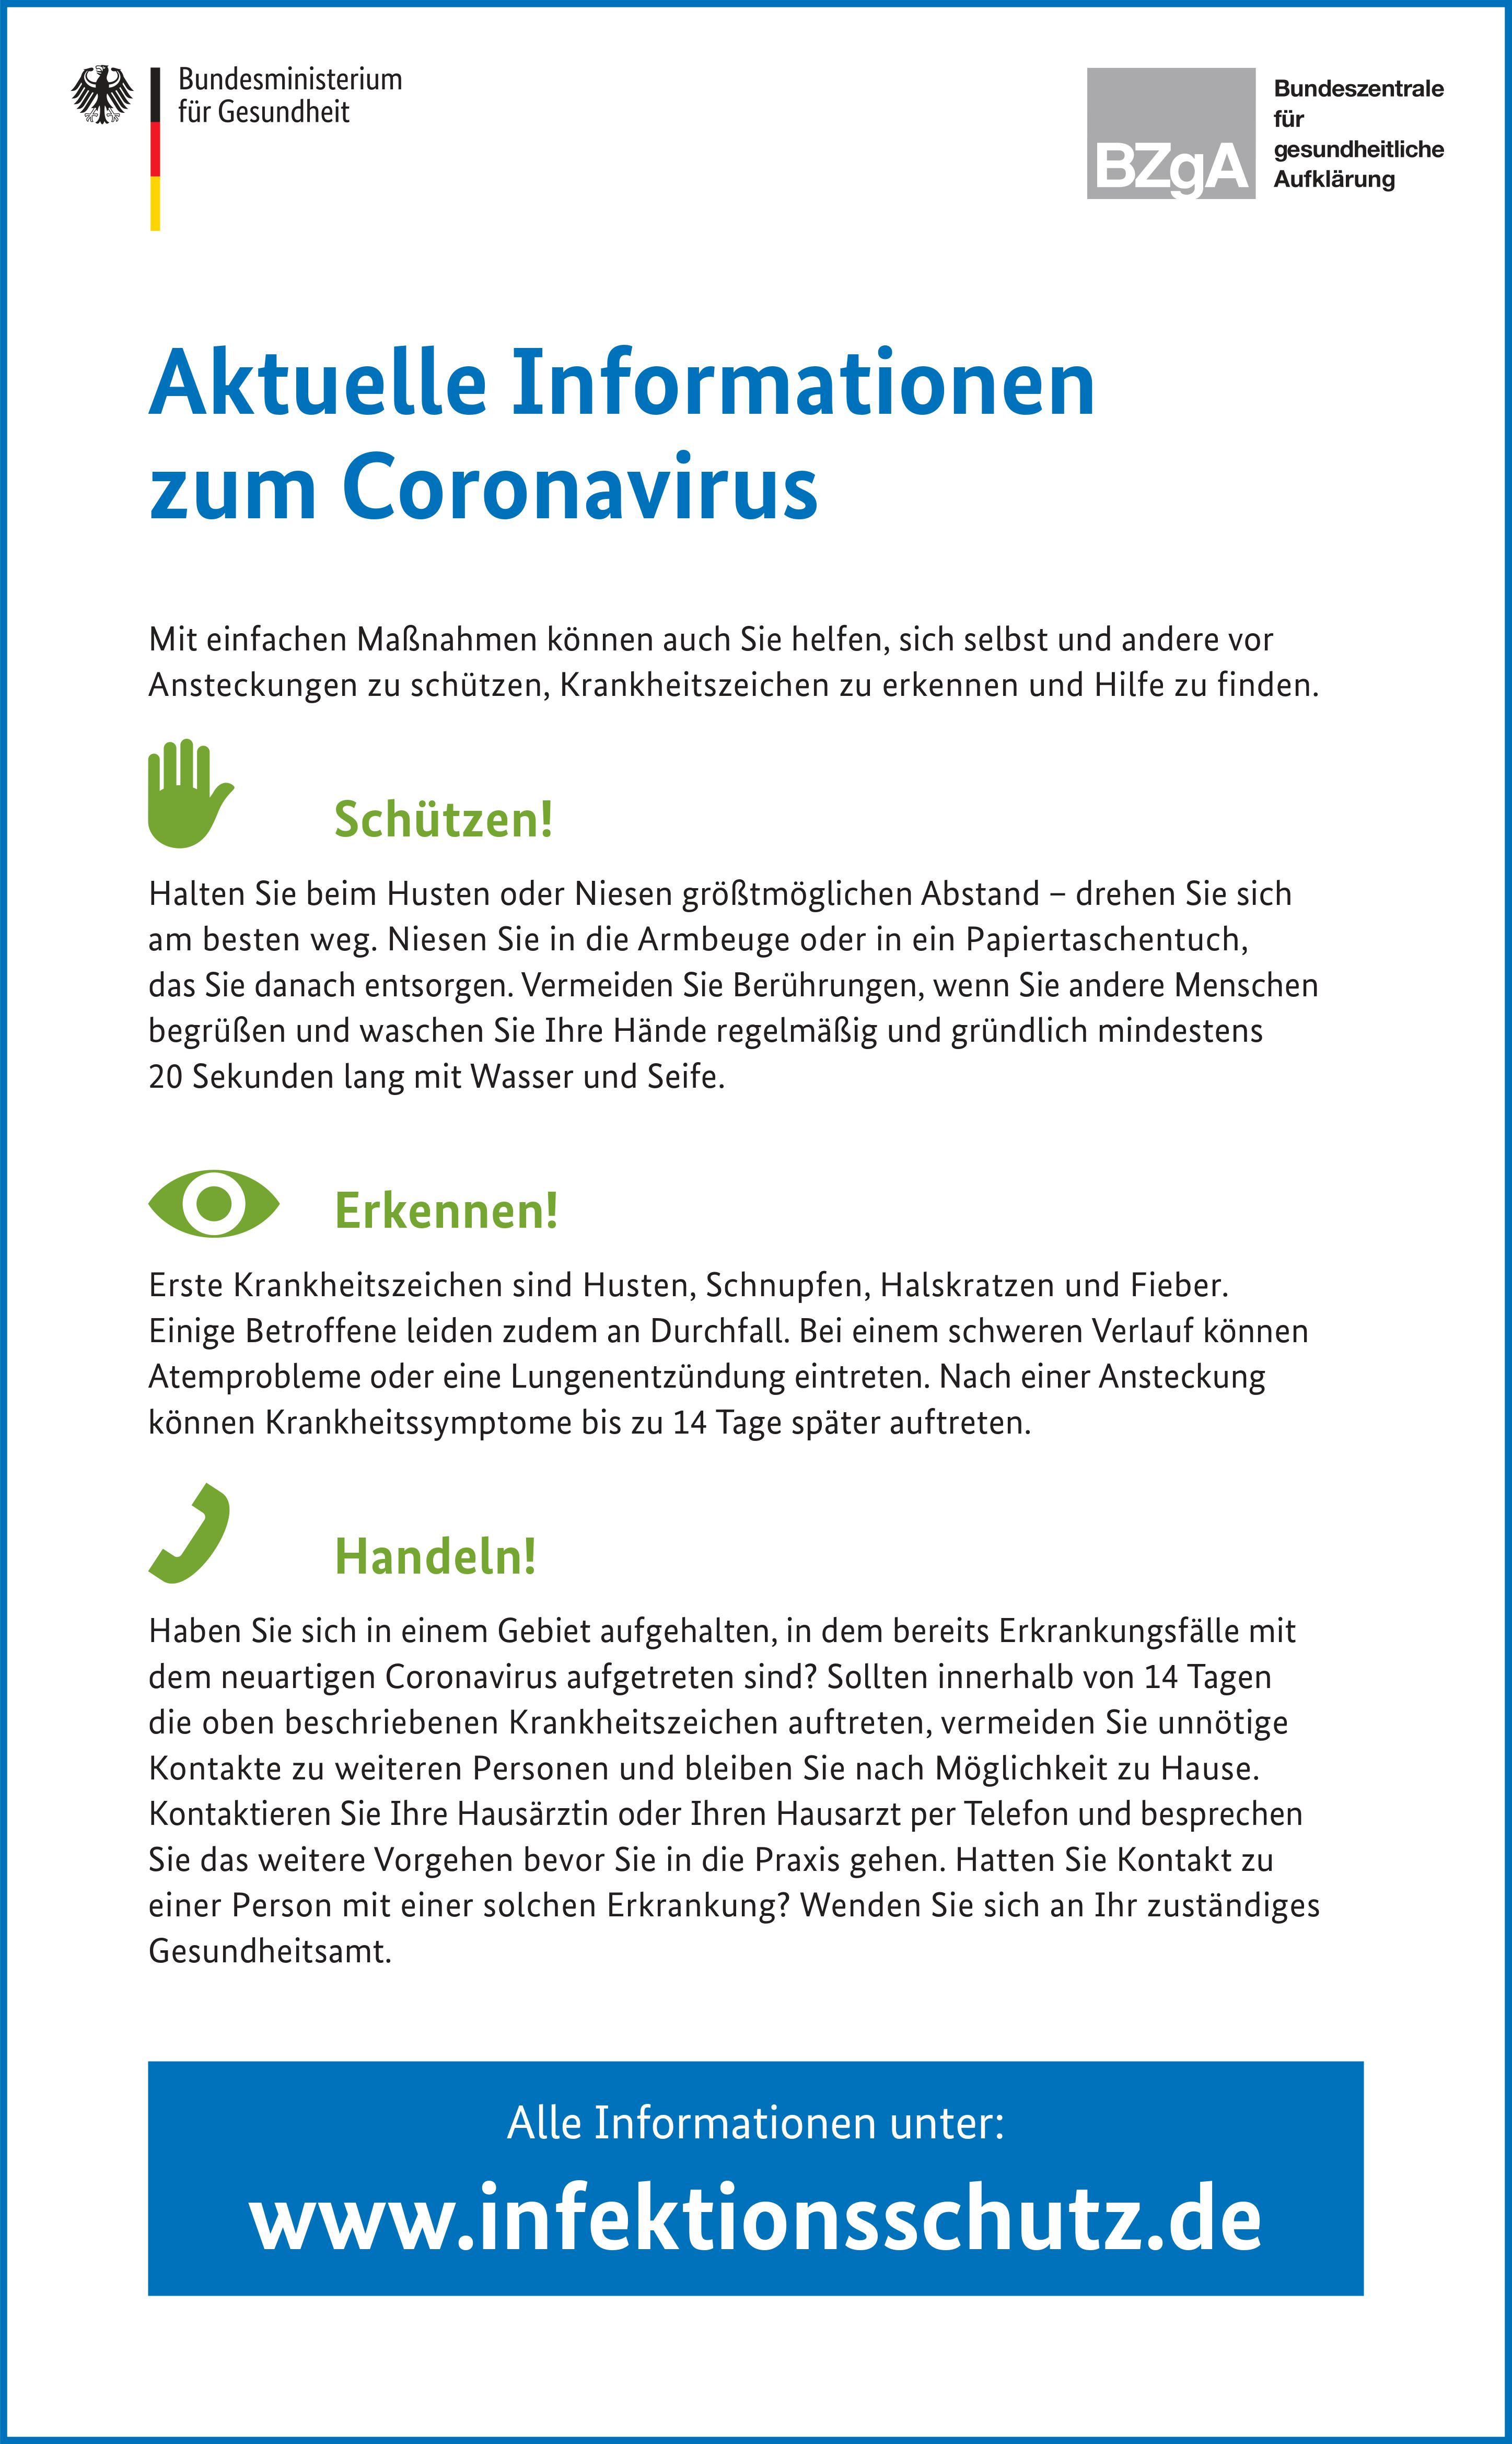 Bundesministerium
für Gesundheit
BZgA
Bundeszentrale
für
gesundheitliche
Aufklärung
Aktuelle Informationen
zum Coronavirus
Mit einfachen Maßnahmen können auch Sie helfen, sich selbst und andere vor
Ansteckungen zu schützen, Krankheitszeichen zu erkennen und Hilfe zu finden.
Schützen!
Halten Sie beim Husten oder Niesen größtmöglichen Abstand – drehen Sie sich
am besten weg. Niesen Sie in die Armbeuge oder in ein Papiertaschentuch,
das Sie danach entsorgen. Vermeiden Sie Berührungen, wenn Sie andere Menschen
begrüßen und waschen Sie Ihre Hände regelmäßig und gründlich mindestens
20 Sekunden lang mit Wasser und Seife.
Erkennen!
Erste Krankheitszeichen sind Husten, Schnupfen, Halskratzen und Fieber.
Einige Betroffene leiden zudem an Durchfall. Bei einem schweren Verlauf können
Atemprobleme oder eine Lungenentzündung eintreten. Nach einer Ansteckung
können Krankheitssymptome bis zu 14 Tage später auftreten.
Handeln!
Haben Sie sich in einem Gebiet aufgehalten, in dem bereits Erkrankungsfälle mit
dem neuartigen Coronavirus aufgetreten sind? Sollten innerhalb von 14 Tagen
die oben beschriebenen Krankheitszeichen auftreten, vermeiden Sie unnötige
Kontakte zu weiteren Personen und bleiben Sie nach Möglichkeit zu Hause.
Kontaktieren Sie Ihre Hausärztin oder Ihren Hausarzt per Telefon und besprechen
Sie das weitere Vorgehen bevor Sie in die Praxis gehen. Hatten Sie Kontakt zu
einer Person mit einer solchen Erkrankung? Wenden Sie sich an Ihr zuständiges
Gesundheitsamt.
Alle Informationen unter:
www.infektionsschutz.de